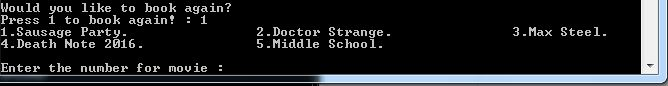 Would you like to book again?
Press 1 to book again! : 1
1.Sausage Party. 2.Doctor Strange. 3.Max Steel.
4.Death Note 2016. 5.Middle School.
Enter the number for movie :